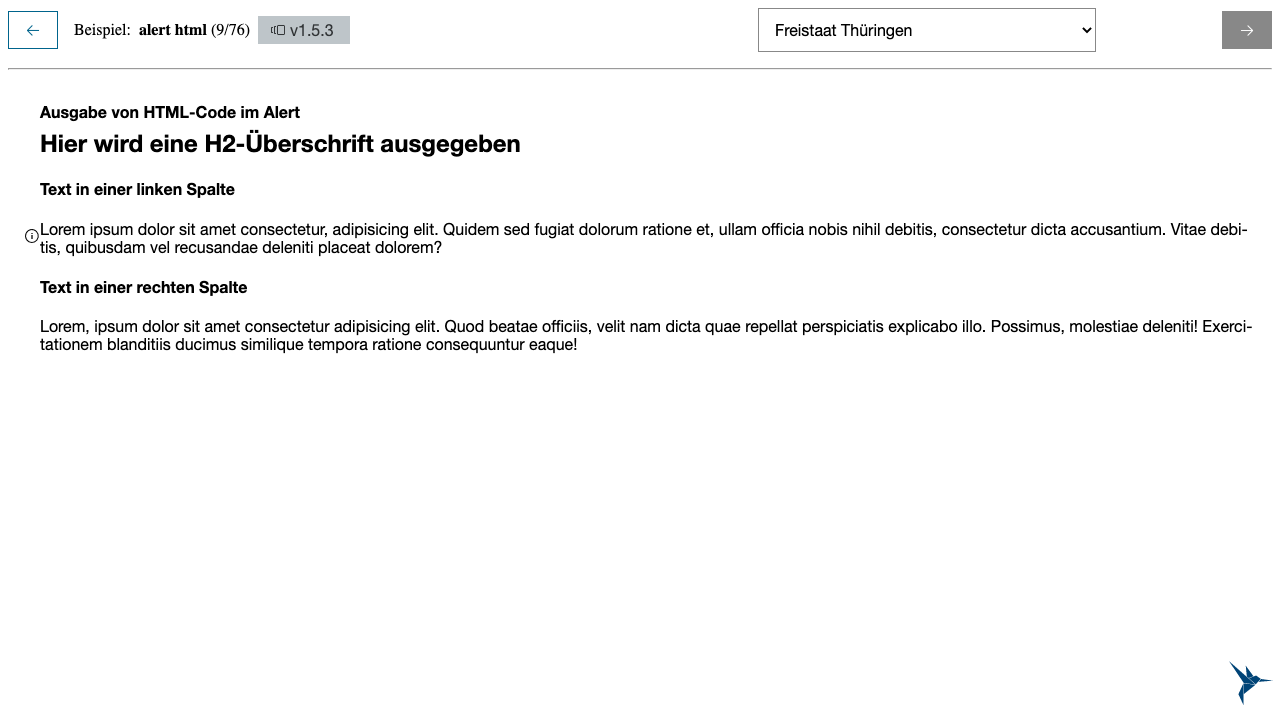 Beispiel: alert html (9/76) v1.5.3 Freistaat Thüringen
Ausgabe von HTML-Code im Alert
Hier wird eine H2-Überschrift ausgegeben
Text in einer linken Spalte
Lorem ipsum dolor sit amet consectetur, adipisicing elit. Quidem sed fugiat dolorum ratione et, ullam officia nobis nihil debitis, consectetur dicta accusantium. Vitae debi-
tis, quibusdam vel recusandae deleniti placeat dolorem?
Text in einer rechten Spalte
Lorem, ipsum dolor sit amet consectetur adipisicing elit. Quod beatae officiis, velit nam dicta quae repellat perspiciatis explicabo illo. Possimus, molestiae deleniti! Exerci-
tationem blanditiis ducimus similique tempora ratione consequuntur eaque!